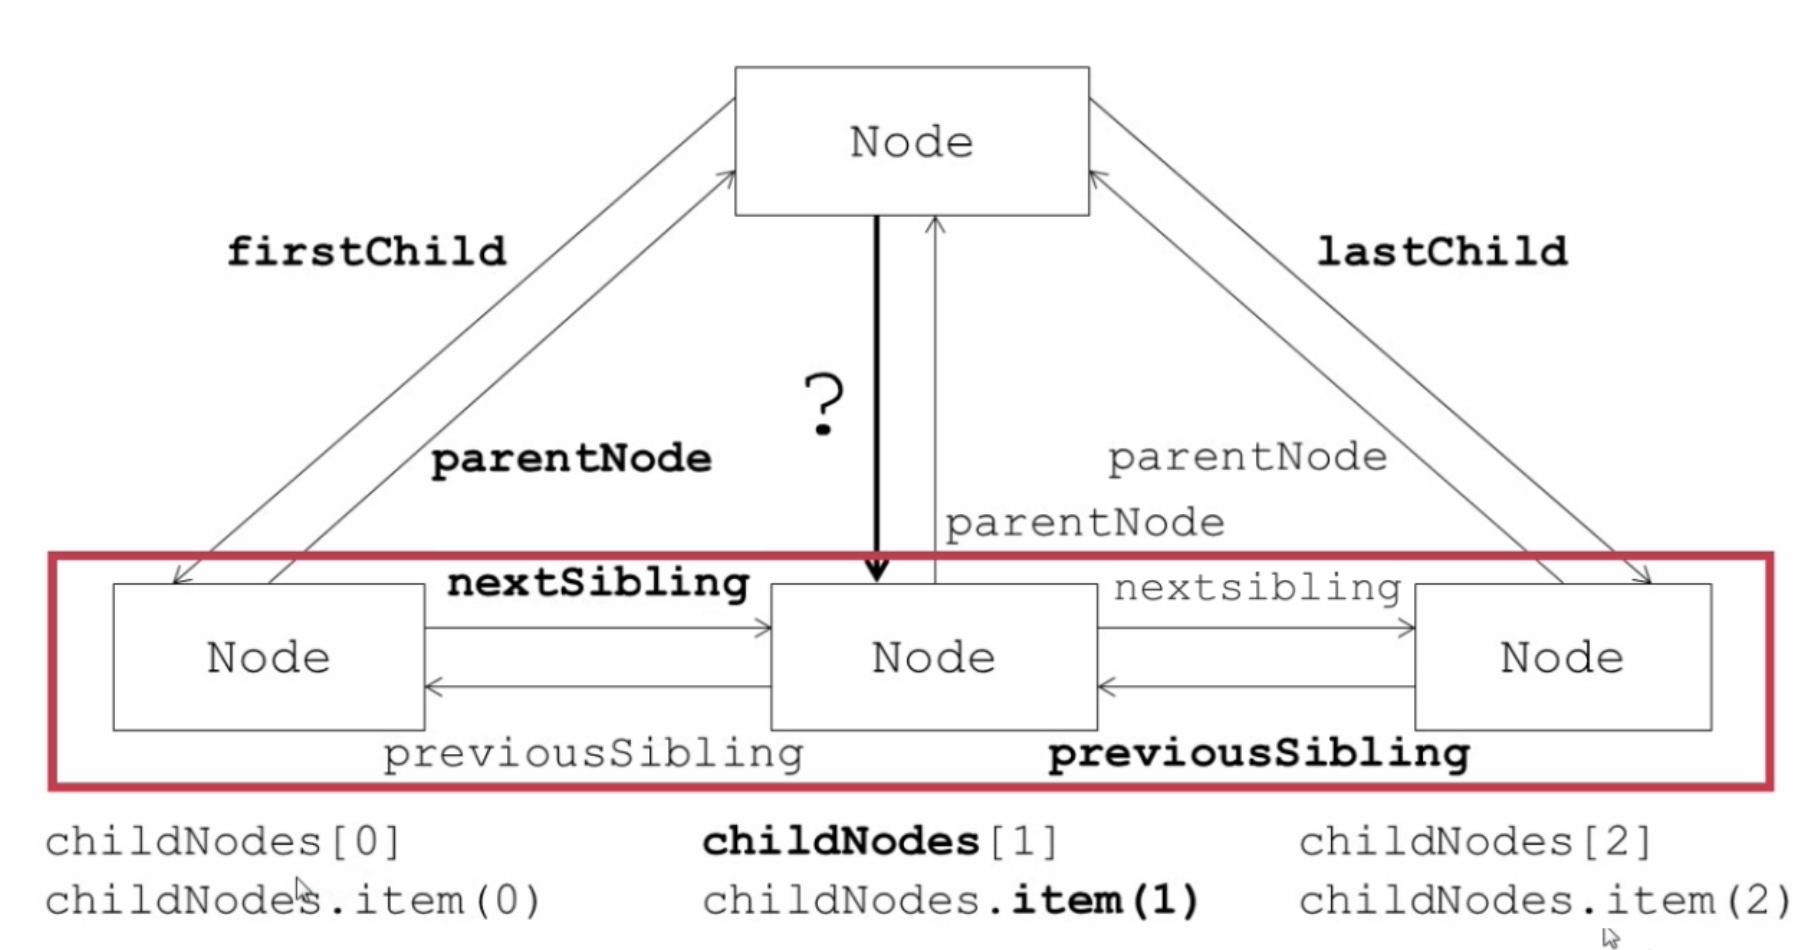 Node
firstChild
lastChild
?
parentNode
parentNode
parentNode
nextSibling
nextsibling
Node
Node
Node
previousSibling
previousSibling
childNodes[0]
childNodes[1]
childNodes[2]
childNodes.item(0)
childNodes.item(1)
childNodes.item(2)